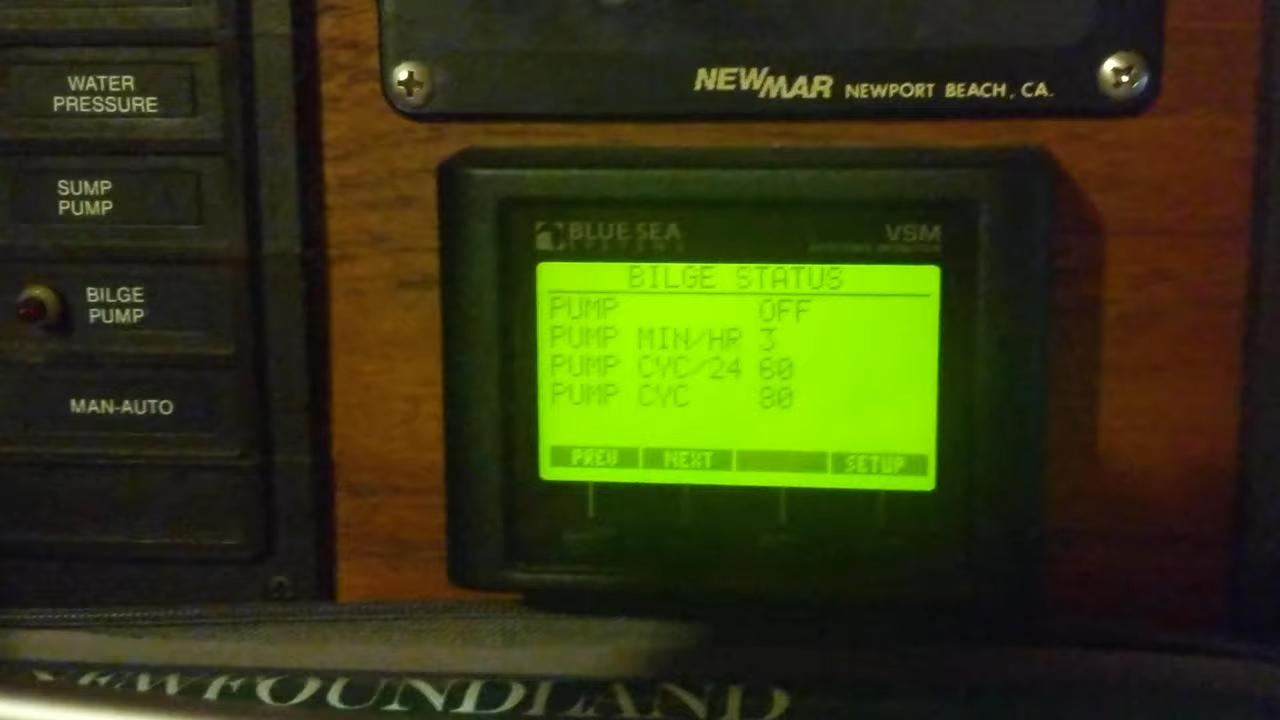 WATER
PRESSURE
SUMP
PUMP
BILGE
PUMP
MAN-AUTO
NEWMAR NEWPORT BEACH, CA.
BLUE SEA
SYSTEMS
VSM
BILGE STATUS
PUMP OFF
PUMP MIN/HR 3
PUMP CYC/24 60
PUMP CYC 80
PREV NEXT SETUP
NEWFOUNDLAND